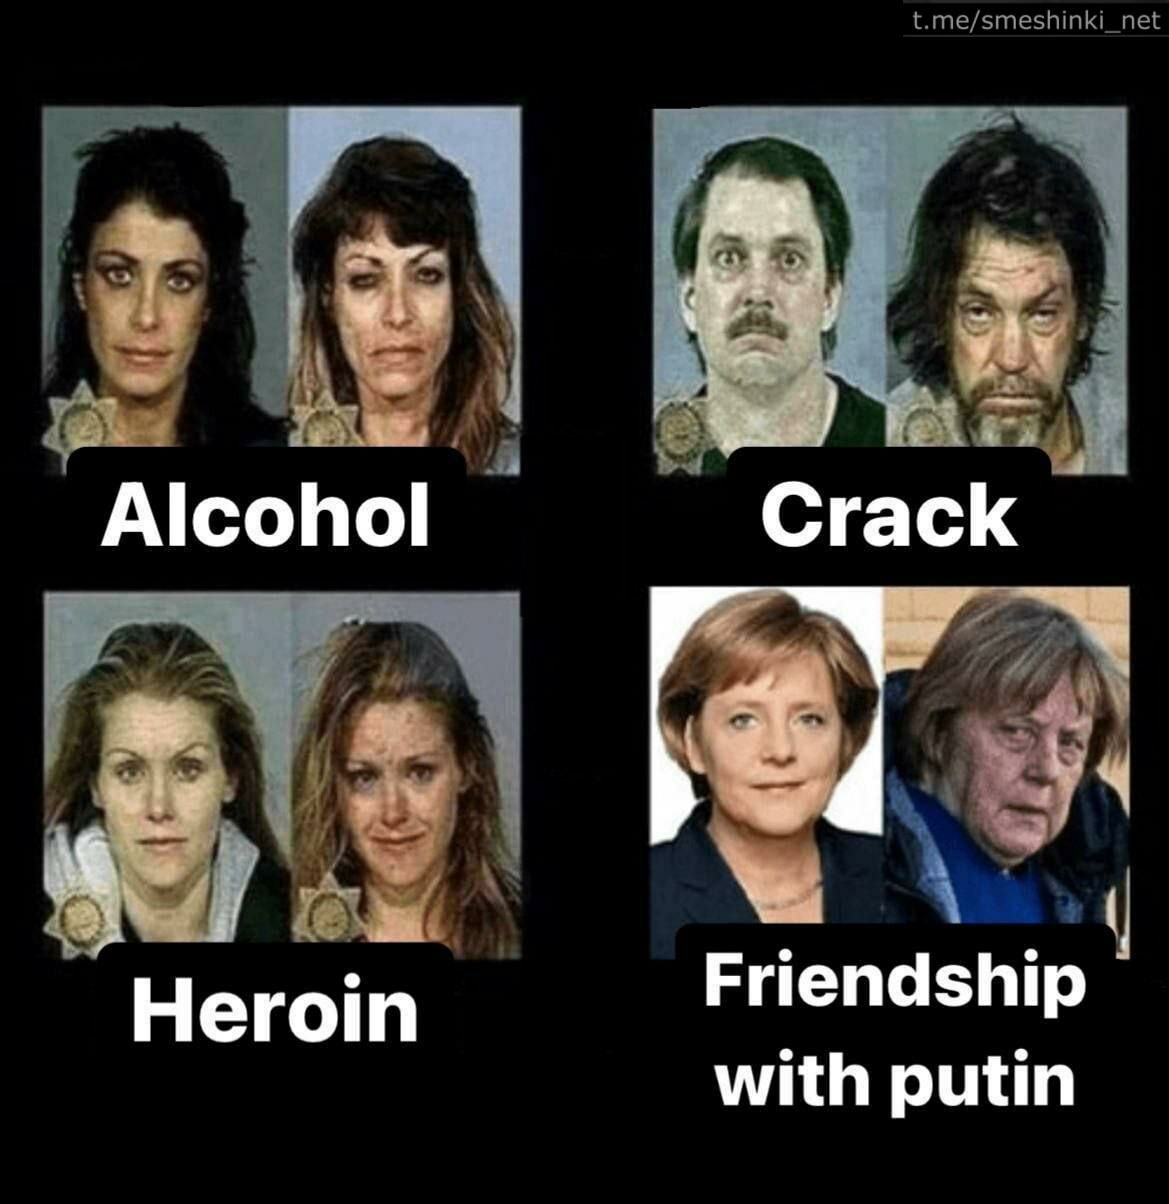 t.me/smeshinki_net
Alcohol
Crack
Heroin
Friendship
with putin